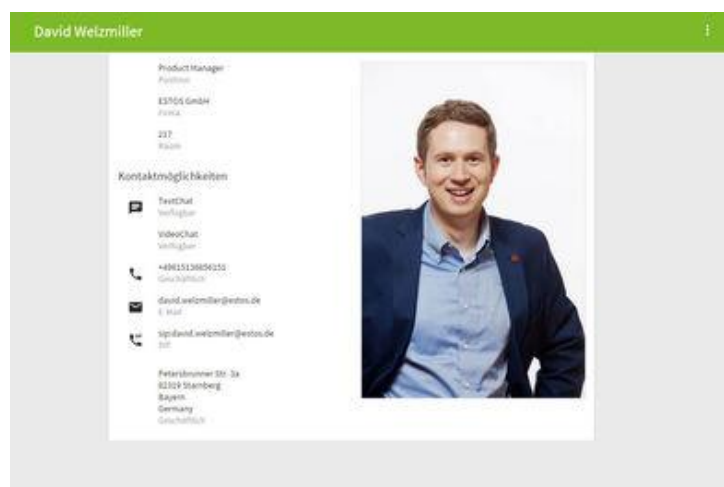 David Welzmiller
Product Manager
Position
ESTOS GmbH
Firma
217
Raum
Kontaktmöglichkeiten
TextChat
Verfügbar
VideoChat
Verfügbar
Geschäftlich
david.welzmiller@estos.de
E-Mail
sip:david.welzmiller@estos.de
SIP
Petersbrunner Str. 3a
82319 Starnberg
Bayern
Germany
Geschäftlich